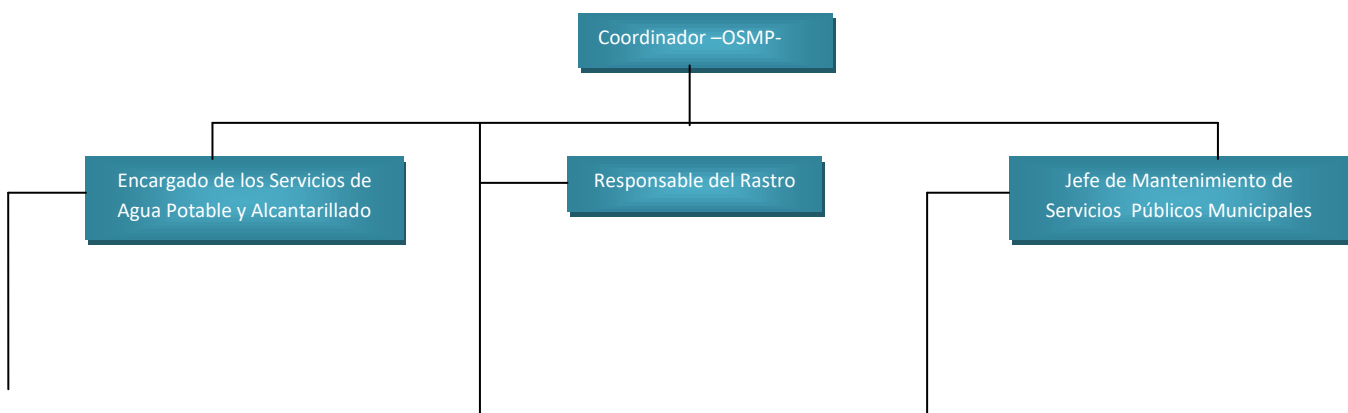 Coordinador –OSMP-
Encargado de los Servicios de
Agua Potable y Alcantarillado
Responsable del Rastro
Jefe de Mantenimiento de
Servicios Públicos Municipales